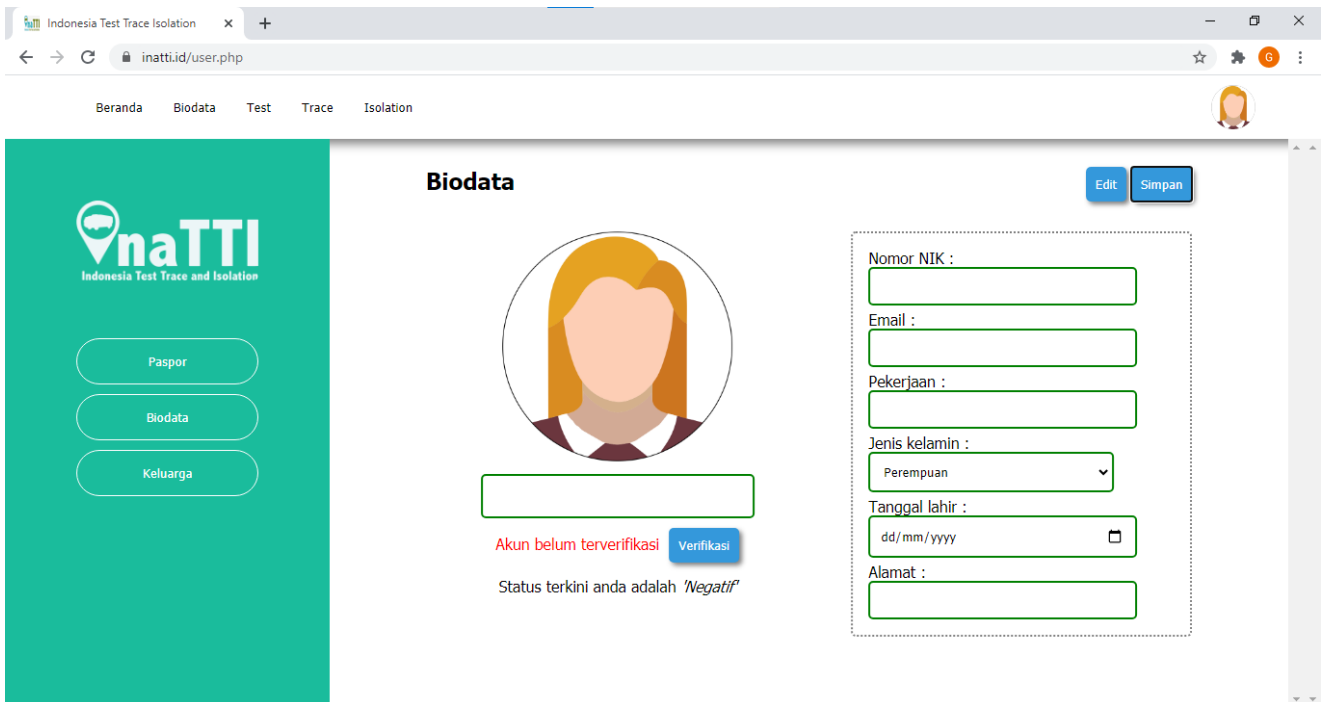 Indonesia Test Trace Isolation
inatti.id/user.php
G
Beranda Biodata Test Trace Isolation
inaTTI
Indonesia Test Trace and Isolation
Paspor
Biodata
Keluarga
Biodata
Edit Simpan
Akun belum terverifikasi Verifikasi
Status terkini anda adalah 'Negatif'
Nomor NIK :
Email :
Pekerjaan :
Jenis kelamin :
Perempuan
Tanggal lahir :
dd/mm/yyyy
Alamat :